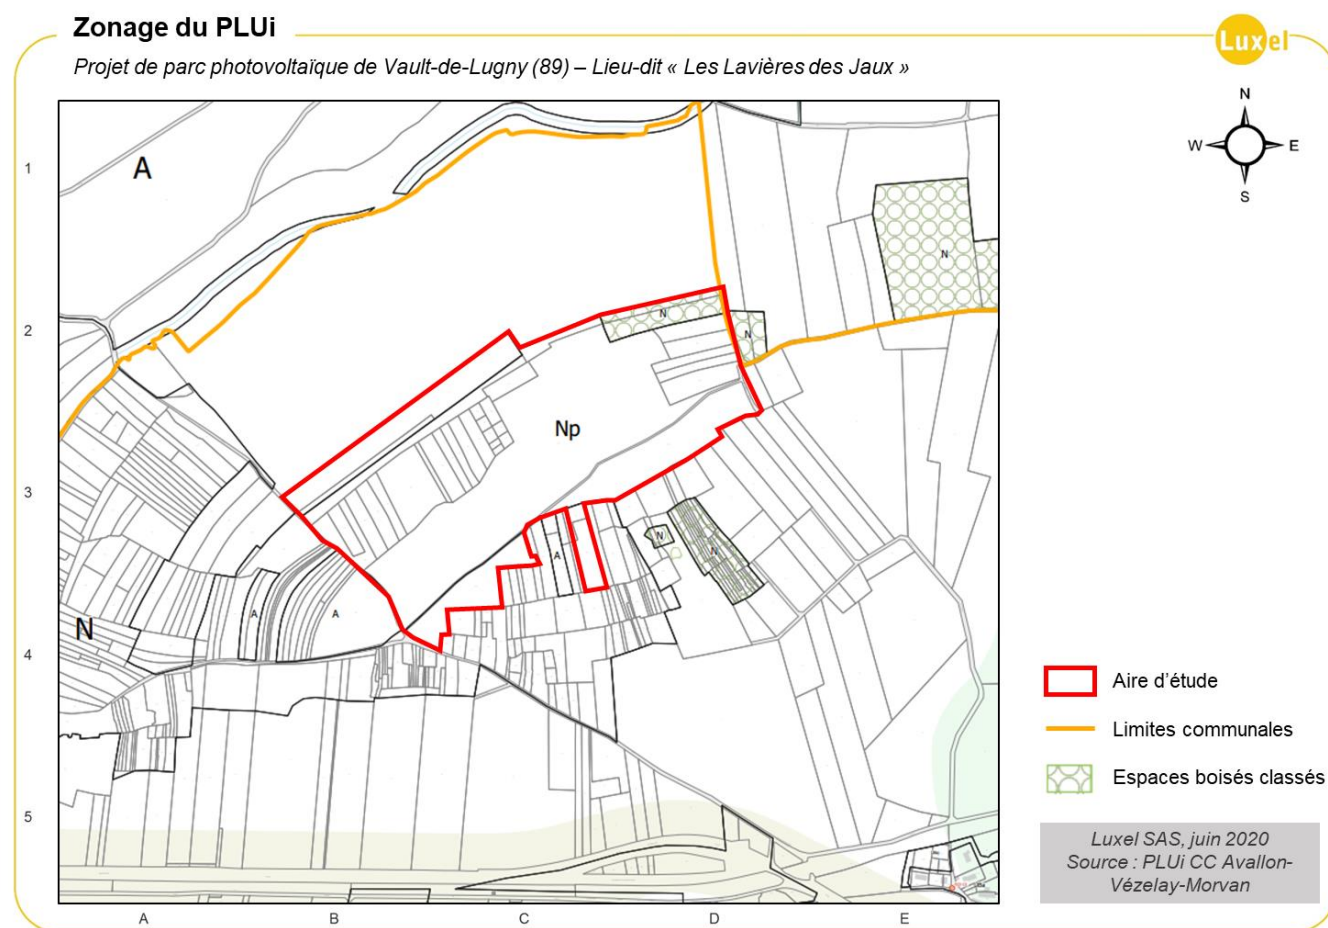 Zonage du PLUi
Luxel
Projet de parc photovoltaïque de Vault-de-Lugny (89) – Lieu-dit « Les Lavières des Jaux »
N
W E
S
1
A
N
2
N
N
Np
3
A
N
N
A
A
N
4
5
A
B
C
D
E
Aire d’étude
Limites communales
Espaces boisés classés
Luxel SAS, juin 2020
Source : PLUi CC Avallon-
Vézelay-Morvan